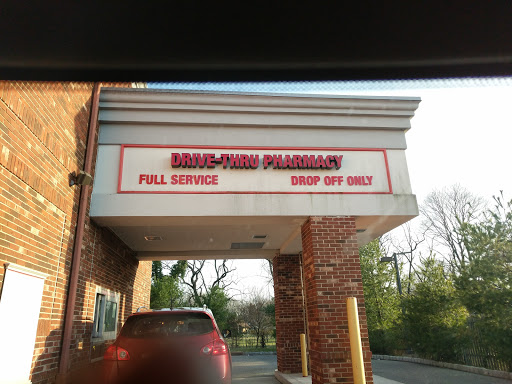 DRIVE-THRU PHARMACY
FULL SERVICE DROP OFF ONLY